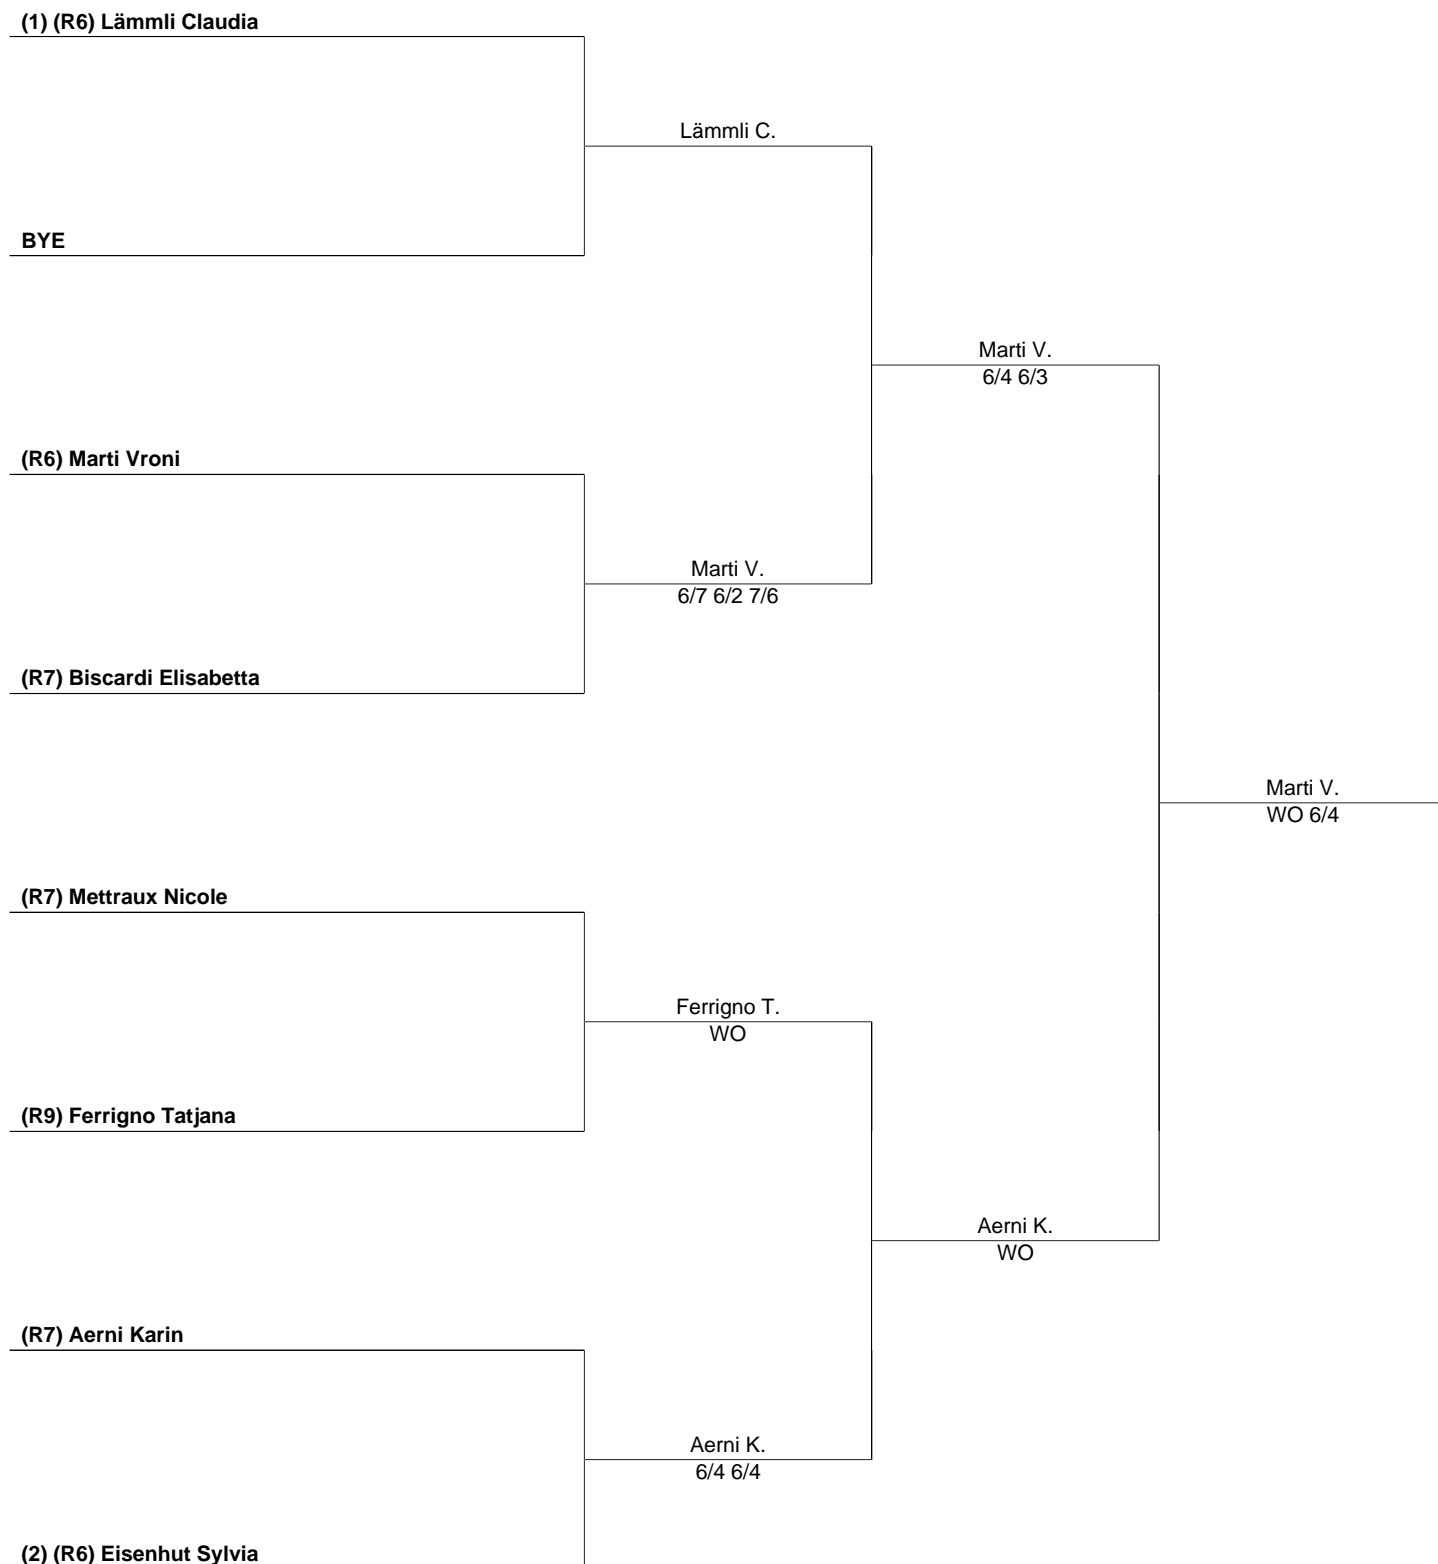 (1) (R6) Lämmli Claudia
Lämmli C.
BYE
Marti V.
6/4 6/3
(R6) Marti Vroni
Marti V.
6/7 6/2 7/6
(R7) Biscardi Elisabetta
Marti V.
WO 6/4
(R7) Mettraux Nicole
Ferrigno T.
WO
(R9) Ferrigno Tatjana
Aerni K.
WO
(R7) Aerni Karin
Aerni K.
6/4 6/4
(2) (R6) Eisenhut Sylvia